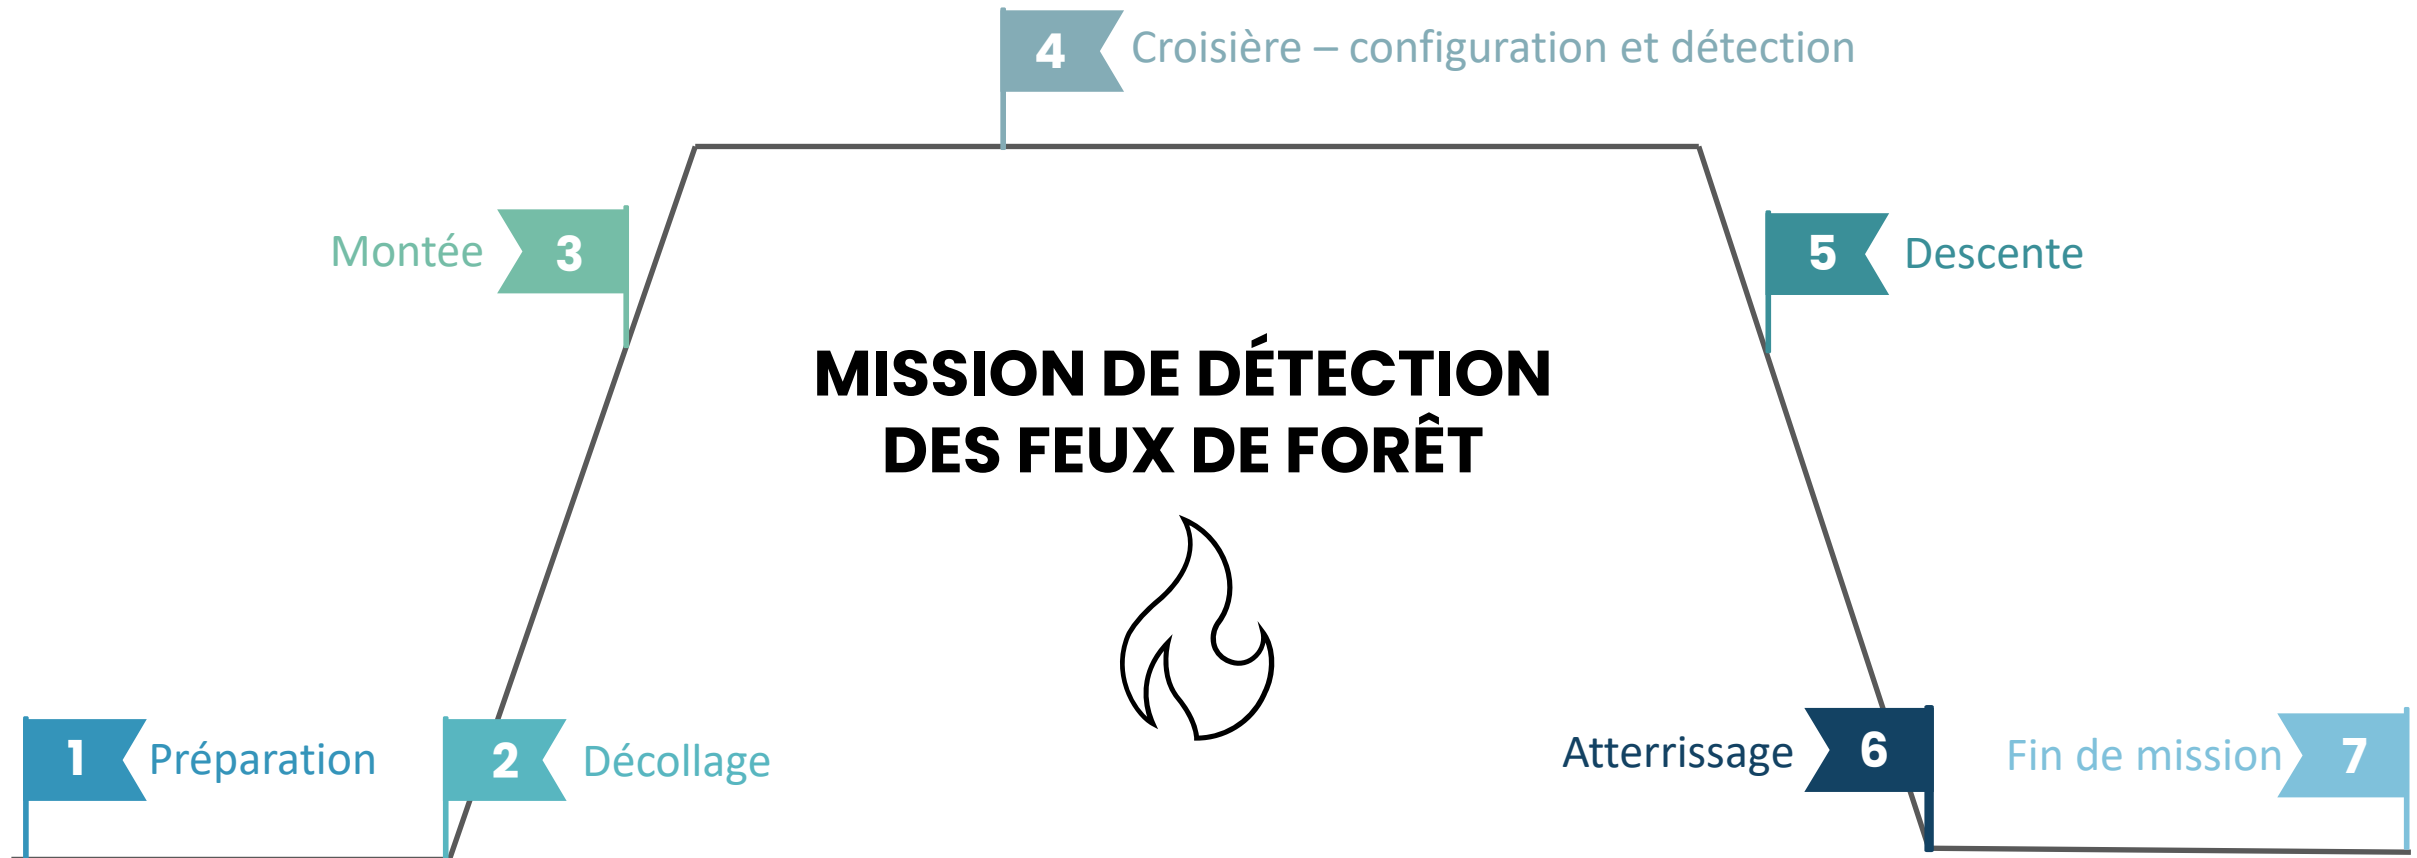 4 Croisière – configuration et détection
Montée 3
5 Descente
MISSION DE DÉTECTION
DES FEUX DE FORÊT
1 Préparation
2 Décollage
Atterrissage 6
Fin de mission 7